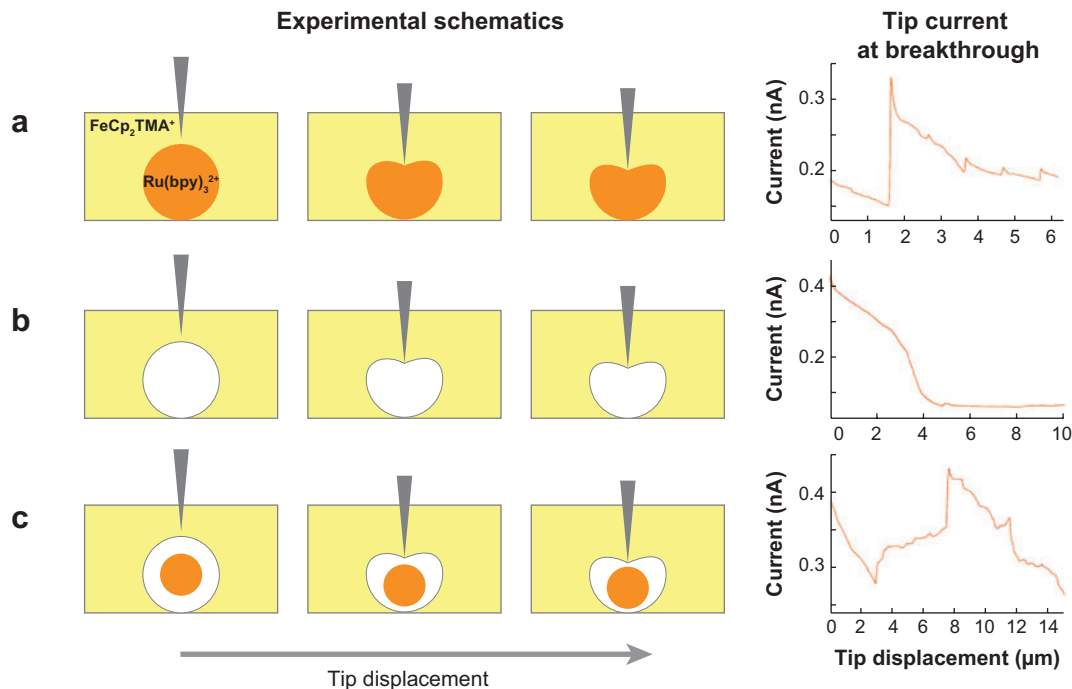 Experimental schematics
Tip current
at breakthrough
a
FeCp₂TMA⁺
Ru(bpy)₃²⁺
Current (nA)
0.3
0.2
0 1 2 3 4 5 6
b
Current (nA)
0.4
0.2
0 2 4 6 8 10
c
Current (nA)
0.4
0.3
0 2 4 6 8 10 12 14
Tip displacement
Tip displacement (µm)